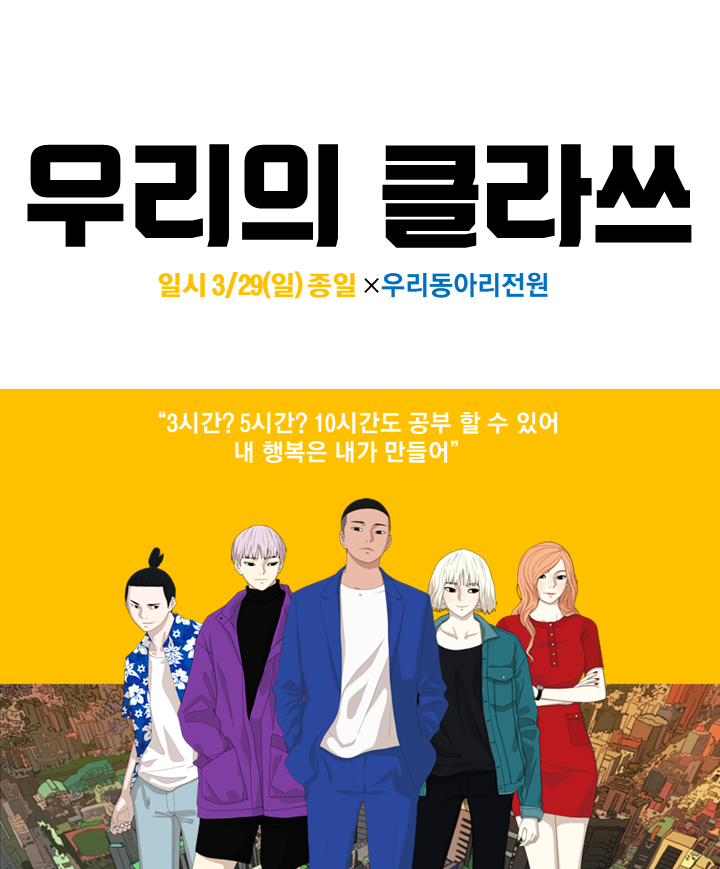 우리의 클라쓰
일시 3/29(일) 종일 ×우리동아리전원
“3시간? 5시간? 10시간도 공부 할 수 있어
내 행복은 내가 만들어”